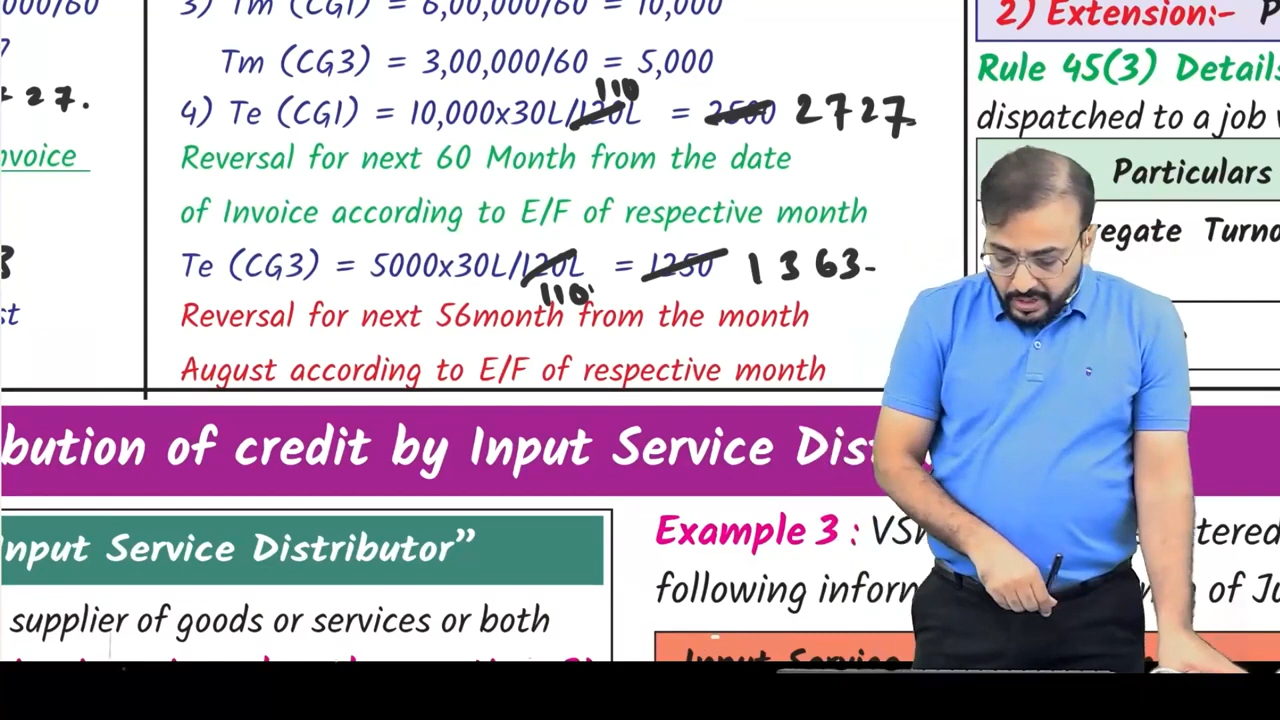 000/60
7
27.
nvoice
st
3) Tm (CG1) = 6,00,000/60 = 10,000
Tm (CG3) = 3,00,000/60 = 5,000
110
4) Te (CG1) = 10,000x30L/120L = 2500 2727
Reversal for next 60 Month from the date
of Invoice according to E/F of respective month
Te (CG3) = 5000x30L/120L = 1250 1363-
110
Reversal for next 56month from the month
August according to E/F of respective month
2) Extension:- P
Rule 45(3) Details
dispatched to a job w
Particulars
regate Turno
bution of credit by Input Service Dist
nput Service Distributor”
supplier of goods or services or both
Example 3 : VS tered
following inform of Ju
Input Service